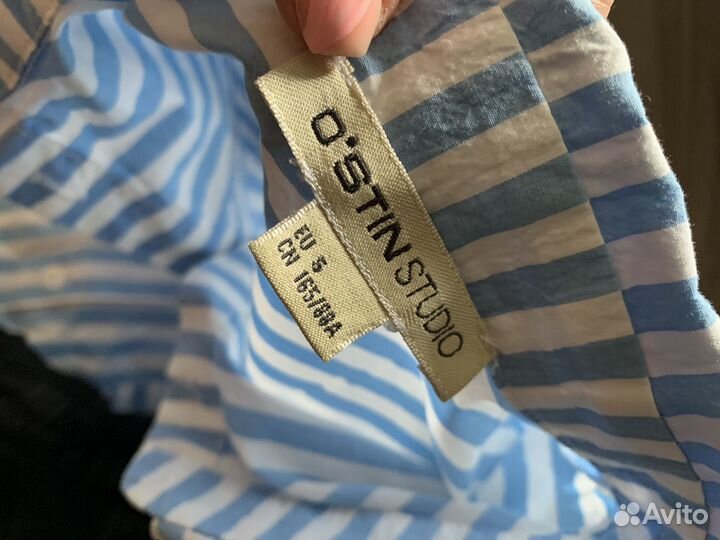 O'STIN STUDIO
EU S
CN 165/88A
Avito